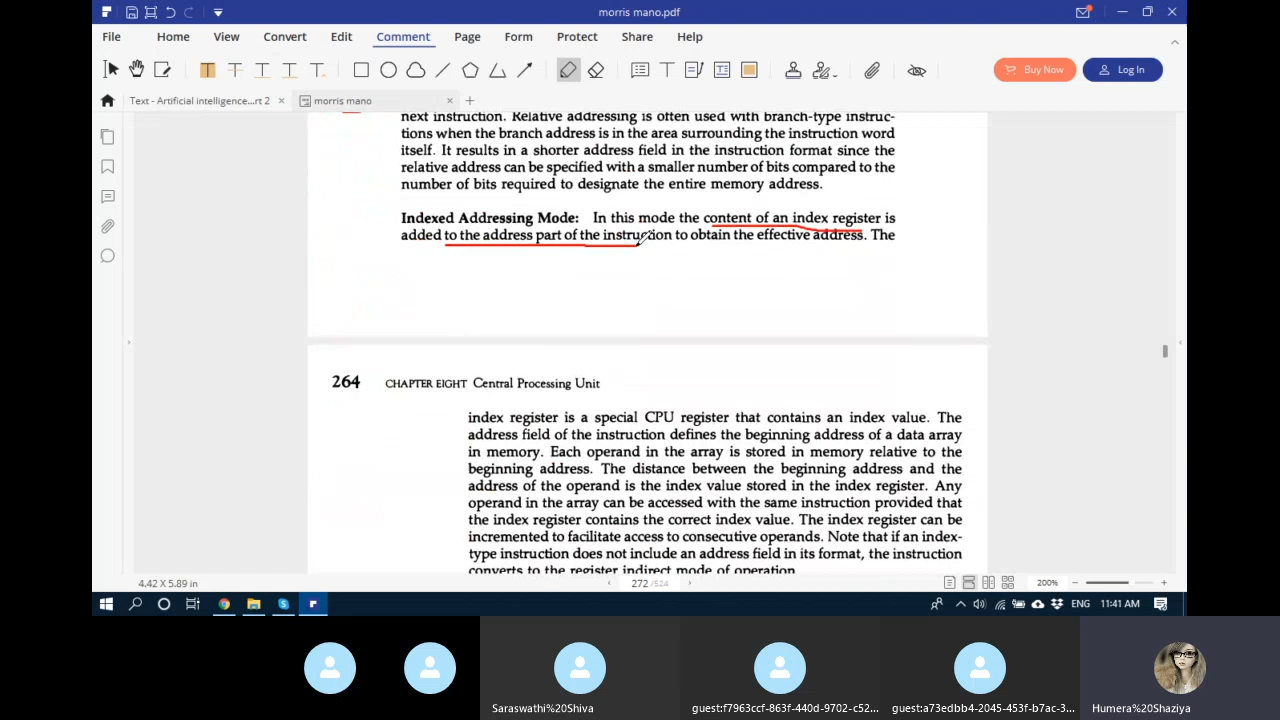 morris mano.pdf
File Home View Convert Edit Comment Page Form Protect Share Help
Buy Now Log In
Text - Artificial intelligence...rt 2 morris mano
next instruction. Relative addressing is often used with branch-type instruc-
tions when the branch address is in the area surrounding the instruction word
itself. It results in a shorter address field in the instruction format since the
relative address can be specified with a smaller number of bits compared to the
number of bits required to designate the entire memory address.
Indexed Addressing Mode: In this mode the content of an index register is
added to the address part of the instruction to obtain the effective address. The
264 CHAPTER EIGHT Central Processing Unit
index register is a special CPU register that contains an index value. The
address field of the instruction defines the beginning address of a data array
in memory. Each operand in the array is stored in memory relative to the
beginning address. The distance between the beginning address and the
address of the operand is the index value stored in the index register. Any
operand in the array can be accessed with the same instruction provided that
the index register contains the correct index value. The index register can be
incremented to facilitate access to consecutive operands. Note that if an index-
type instruction does not include an address field in its format, the instruction
converts to the register indirect mode of operation.
4.42 X 5.89 in 272 /524 200%
ENG 11:41 AM
Saraswathi%20Shiva guest:f7963ccf-863f-440d-9702-c52... guest:a73edbb4-2045-453f-b7ac-3... Humera%20Shaziya